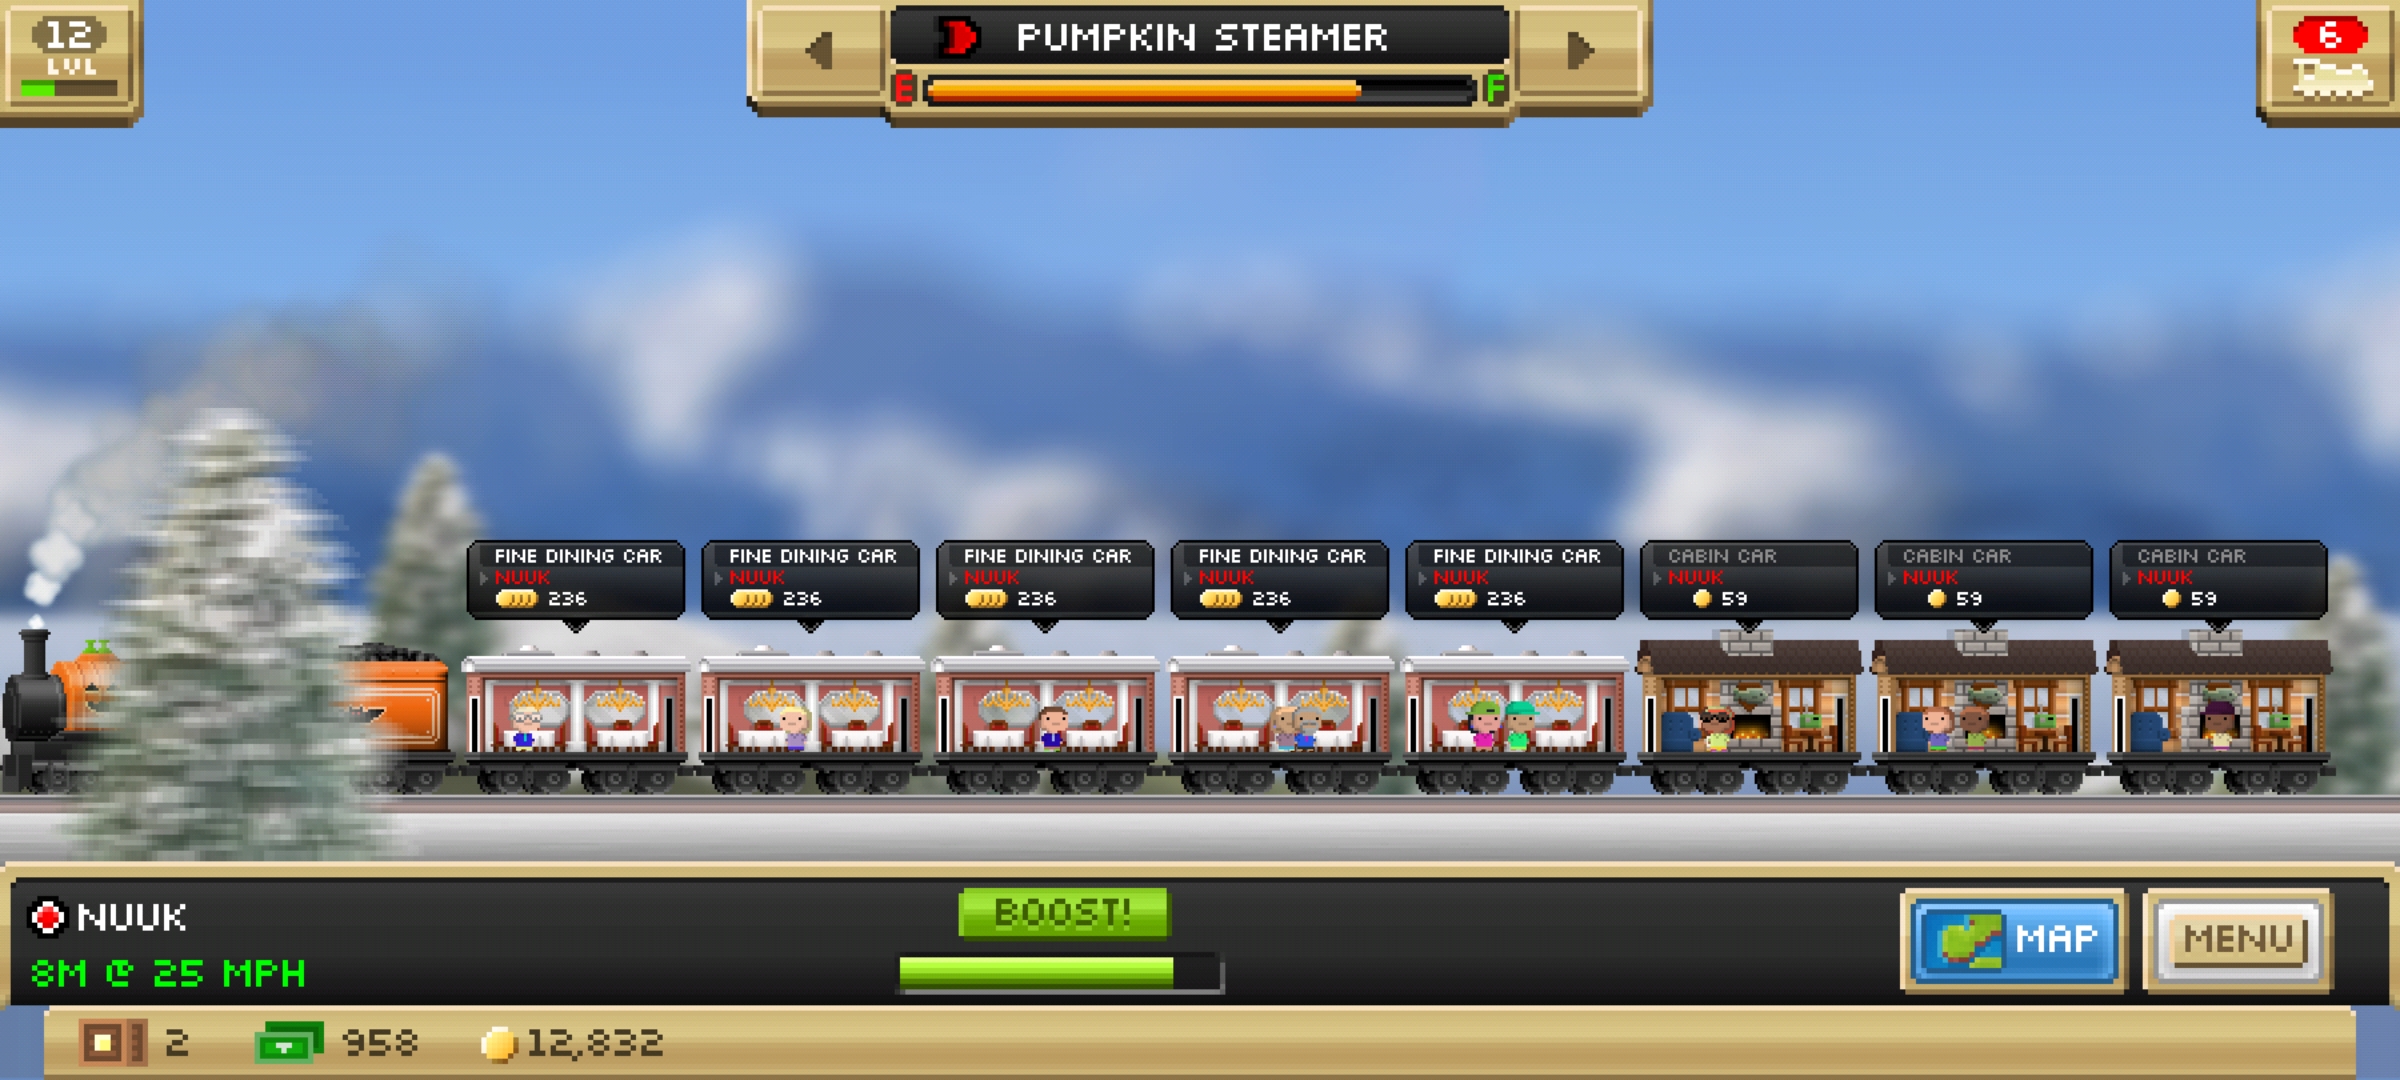 12
LVL
PUMPKIN STEAMER
E F
6
FINE DINING CAR
NUUK
236
FINE DINING CAR
NUUK
236
FINE DINING CAR
NUUK
236
FINE DINING CAR
NUUK
236
FINE DINING CAR
NUUK
236
CABIN CAR
NUUK
59
CABIN CAR
NUUK
59
CABIN CAR
NUUK
59
NUUK
8M @ 25 MPH
BOOST!
MAP
MENU
2
958
12,832